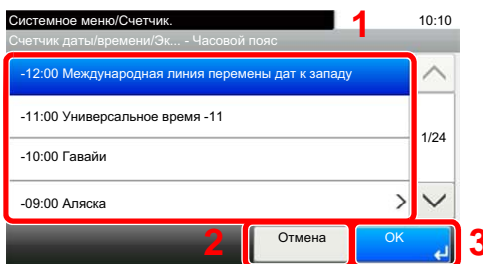 Системное меню/Счетчик. 1 10:10
Счетчик даты/времени/Эк... - Часовой пояс
-12:00 Международная линия перемены дат к западу
-11:00 Универсальное время -11
1/24
-10:00 Гавайи
-09:00 Аляска
2 Отмена OK 3